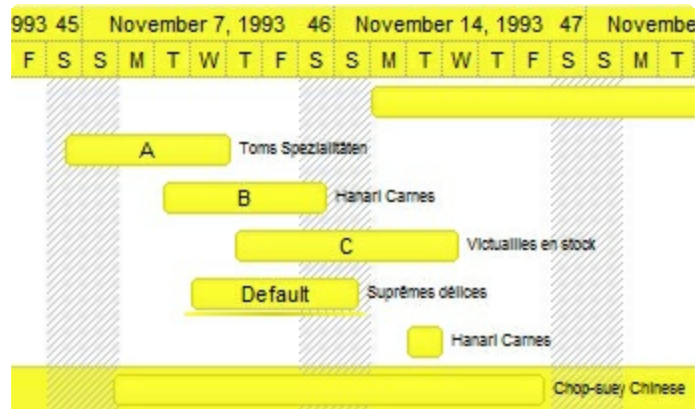 993 45 November 7, 1993 46 November 14, 1993 47 Novembe
F S S M T W T F S S M T W T F S S M T
A Toms Spezialitäten
B Hanari Carnes
C Victuailles en stock
Default Suprêmes délices
Hanari Carnes
Chop-suey Chinese